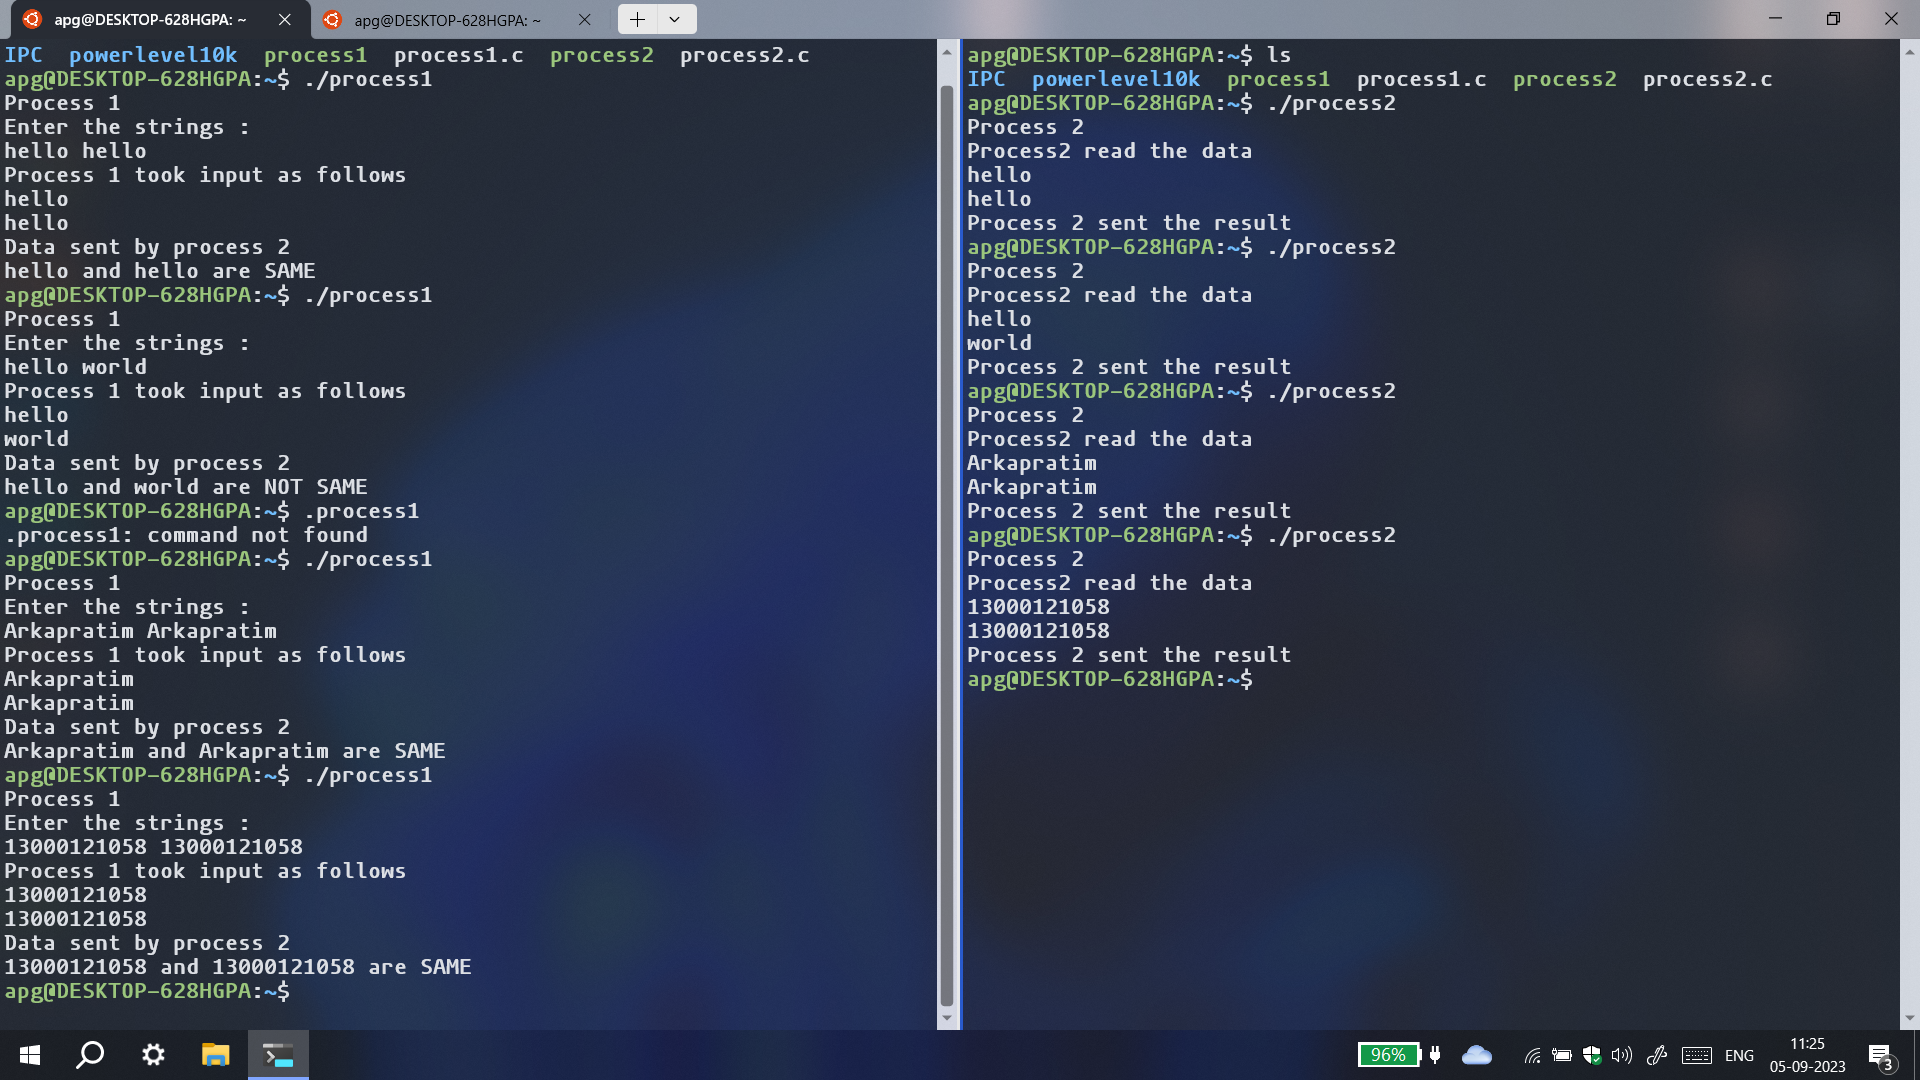 apg@DESKTOP-628HGPA: ~
apg@DESKTOP-628HGPA: ~
IPC  powerlevel10k  process1  process1.c  process2  process2.c
apg@DESKTOP-628HGPA:~$ ./process1
Process 1
Enter the strings :
hello hello
Process 1 took input as follows
hello
hello
Data sent by process 2
hello and hello are SAME
apg@DESKTOP-628HGPA:~$ ./process1
Process 1
Enter the strings :
hello world
Process 1 took input as follows
hello
world
Data sent by process 2
hello and world are NOT SAME
apg@DESKTOP-628HGPA:~$ .process1
.process1: command not found
apg@DESKTOP-628HGPA:~$ ./process1
Process 1
Enter the strings :
Arkapratim Arkapratim
Process 1 took input as follows
Arkapratim
Arkapratim
Data sent by process 2
Arkapratim and Arkapratim are SAME
apg@DESKTOP-628HGPA:~$ ./process1
Process 1
Enter the strings :
13000121058 13000121058
Process 1 took input as follows
13000121058
13000121058
Data sent by process 2
13000121058 and 13000121058 are SAME
apg@DESKTOP-628HGPA:~$
apg@DESKTOP-628HGPA:~$ ls
IPC  powerlevel10k  process1  process1.c  process2  process2.c
apg@DESKTOP-628HGPA:~$ ./process2
Process 2
Process2 read the data
hello
hello
Process 2 sent the result
apg@DESKTOP-628HGPA:~$ ./process2
Process 2
Process2 read the data
hello
world
Process 2 sent the result
apg@DESKTOP-628HGPA:~$ ./process2
Process 2
Process2 read the data
Arkapratim
Arkapratim
Process 2 sent the result
apg@DESKTOP-628HGPA:~$ ./process2
Process 2
Process2 read the data
13000121058
13000121058
Process 2 sent the result
apg@DESKTOP-628HGPA:~$
96%
ENG
11:25
05-09-2023
3